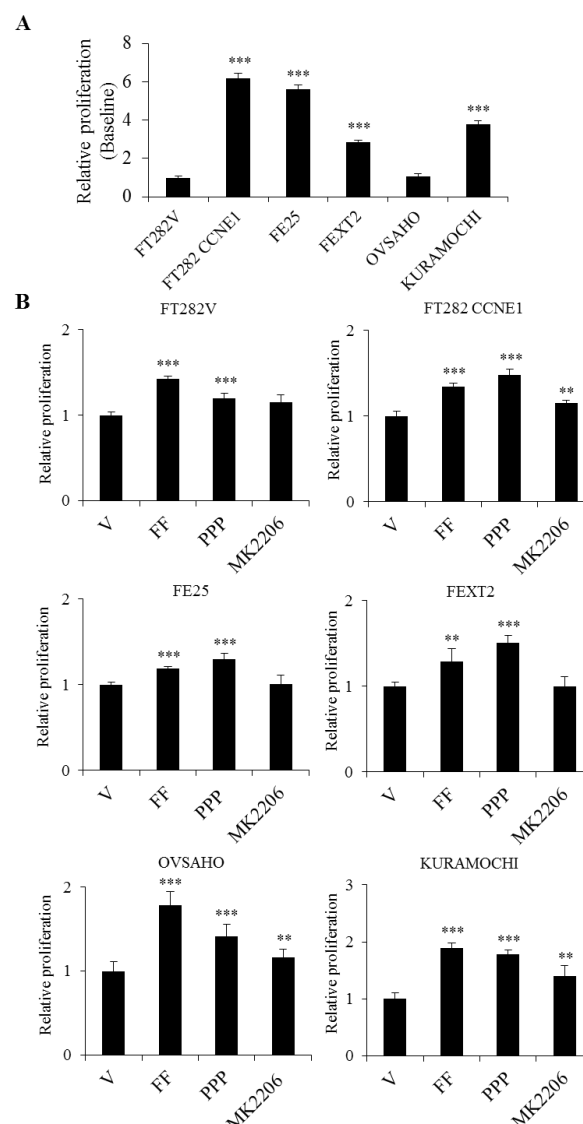 A
Relative proliferation
(Baseline)
8
6
4
2
0
***
***
***
***
FT282V
FT282 CCNE1
FE25
FEXT2
OVSAHO
KURAMOCHI
B
FT282V
Relative proliferation
2
1
0
***
***
V
FF
PPP
MK2206
FT282 CCNE1
Relative proliferation
2
1
0
***
***
**
V
FF
PPP
MK2206
FE25
Relative proliferation
2
1
0
***
***
V
FF
PPP
MK2206
FEXT2
Relative proliferation
2
1
0
**
***
V
FF
PPP
MK2206
OVSAHO
Relative proliferation
2
1
0
***
***
**
V
FF
PPP
MK2206
KURAMOCHI
Relative proliferation
3
2
1
0
***
***
**
V
FF
PPP
MK2206